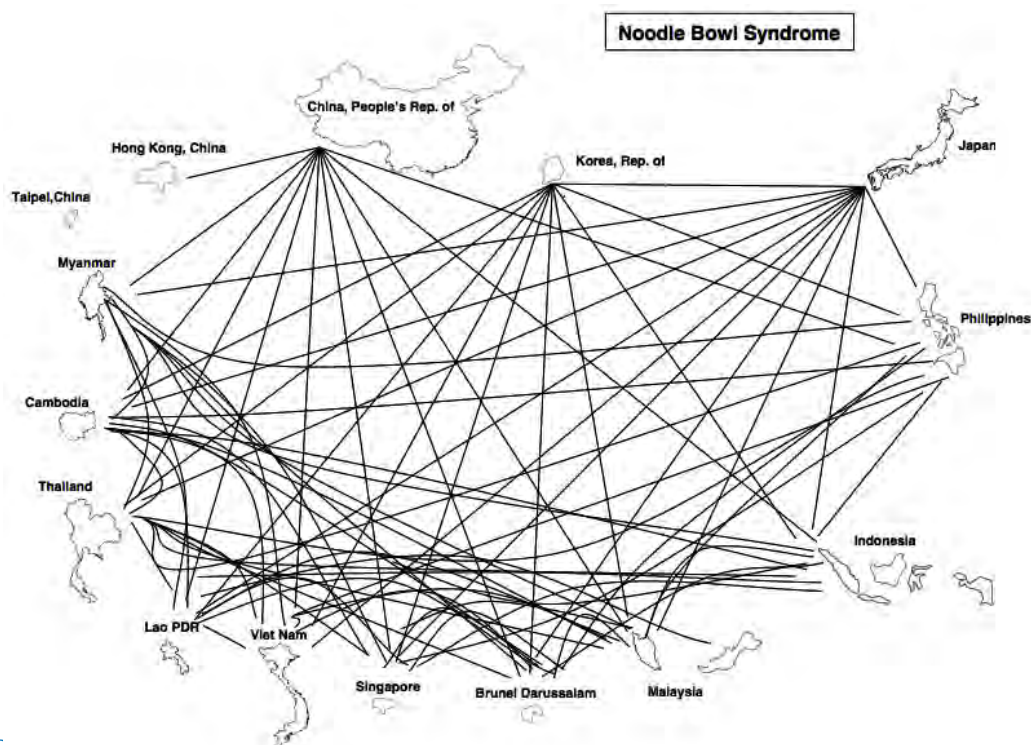 Noodle Bowl Syndrome
China, People's Rep. of
Hong Kong, China
Korea, Rep. of
Japan
Taipei,China
Myanmar
Philippines
Cambodia
Thailand
Indonesia
Lao PDR
Viet Nam
Singapore
Brunei Darussalam
Malaysia